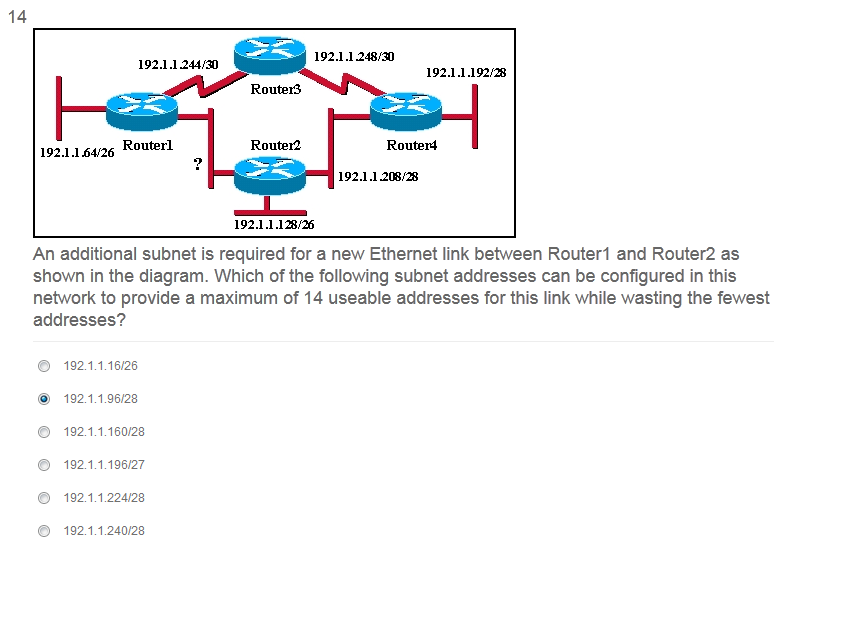 14
192.1.1.244/30
192.1.1.248/30
192.1.1.192/28
Router3
Router1
Router2
Router4
192.1.1.64/26
?
192.1.1.208/28
192.1.1.128/26
An additional subnet is required for a new Ethernet link between Router1 and Router2 as
shown in the diagram. Which of the following subnet addresses can be configured in this
network to provide a maximum of 14 useable addresses for this link while wasting the fewest
addresses?
192.1.1.16/26
192.1.1.96/28
192.1.1.160/28
192.1.1.196/27
192.1.1.224/28
192.1.1.240/28